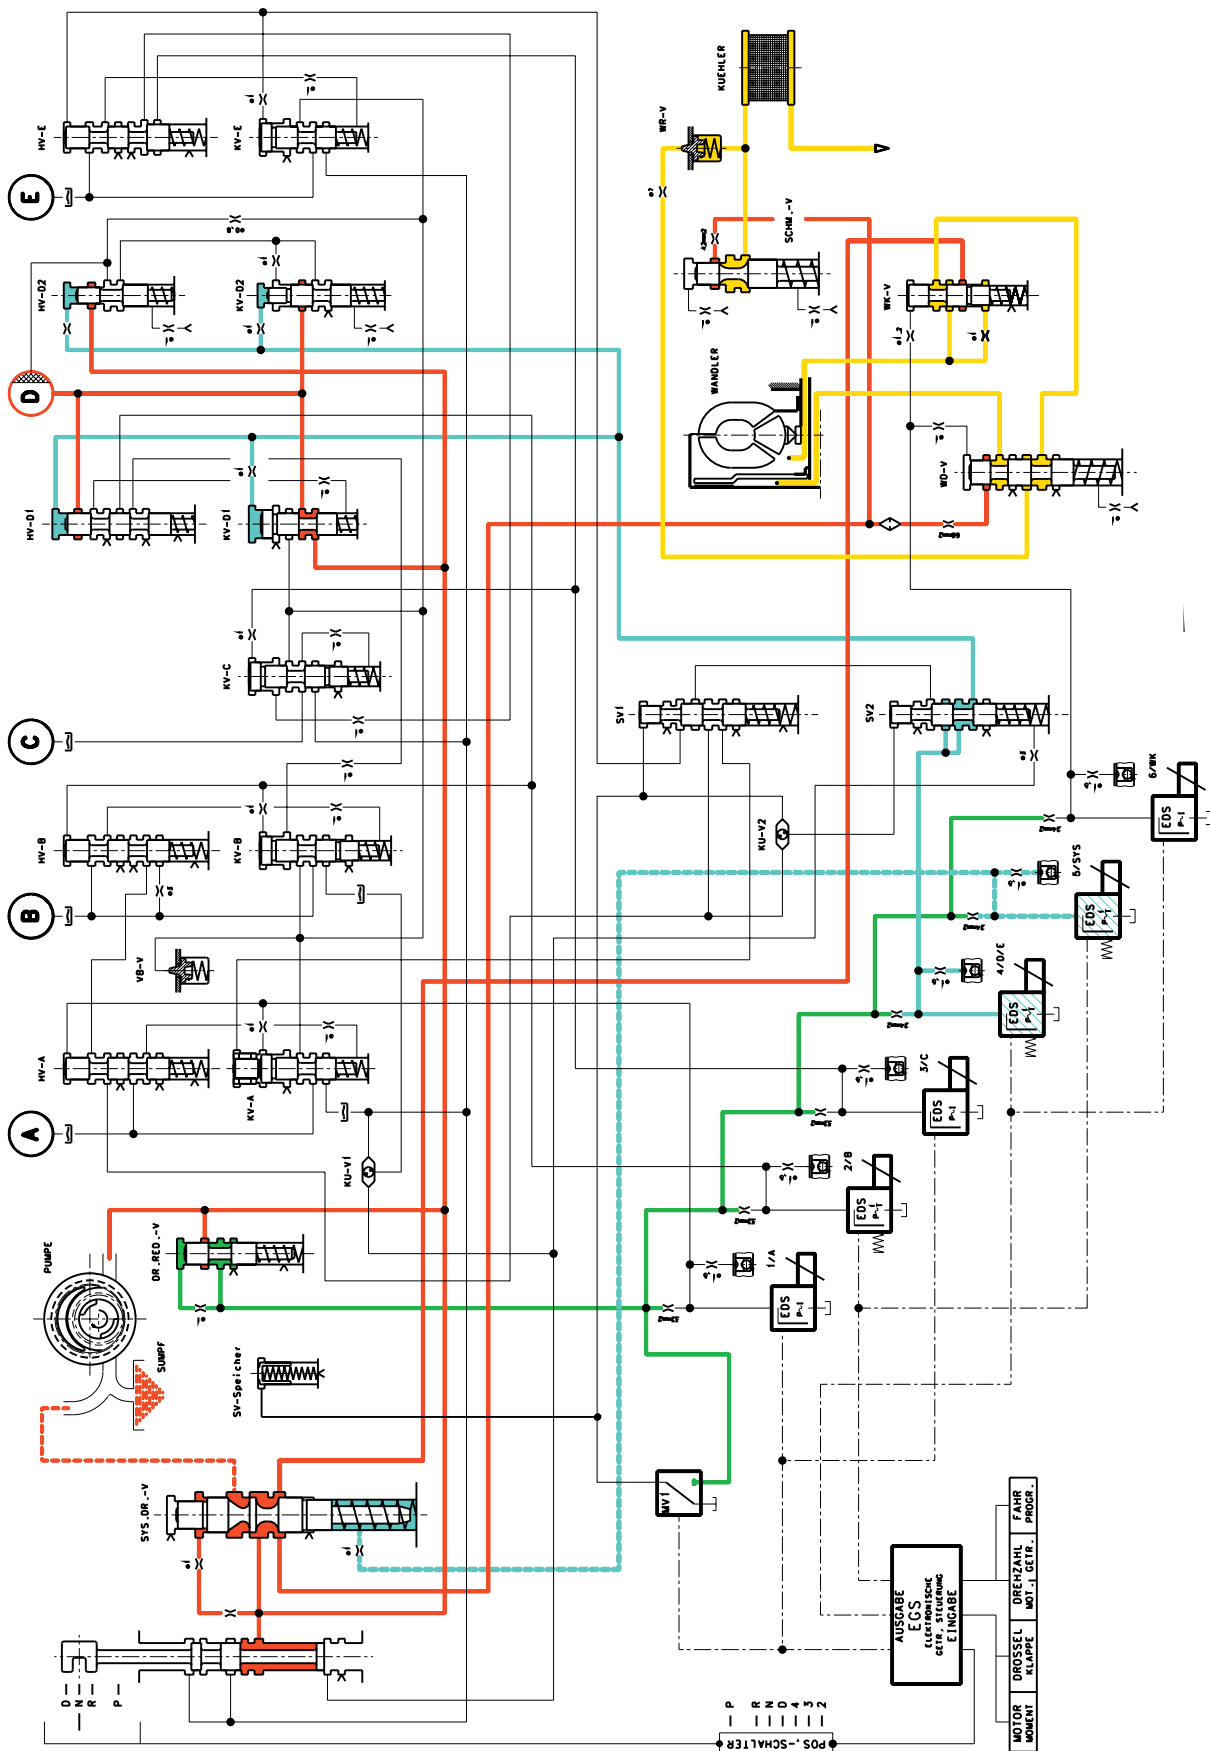 HV-E
KV-E
E
HV-D2
KV-D2
D
HV-D1
KV-D1
KV-C
C
HV-B
KV-B
B
VB-V
HV-A
KV-A
A
KU-V1
PUMPE
SUMPF
DR.RED.-V
SV-Speicher
SYS.DR.-V
D
N
R
P
KUEHLER
WR-V
SCHM.-V
WK-V
WANDLER
WD-V
SV1
SV2
KU-V2
6/WK
EDS
P-I
5/SYS
EDS
4/D/E
EDS
P-I
3/C
EDS
P-I
2/B
EDS
1/A
EDS
P-I
MV1
AUSGABE
EGS
ELEKTRONISCHE
GETR. STEUERUNG
EINGABE
FAHR
PROGR.
DREHZAHL
MOT.| GETR.
DROSSEL
KLAPPE
MOTOR
MOMENT
P
R
N
D
4
3
2
POS.-SCHALTER